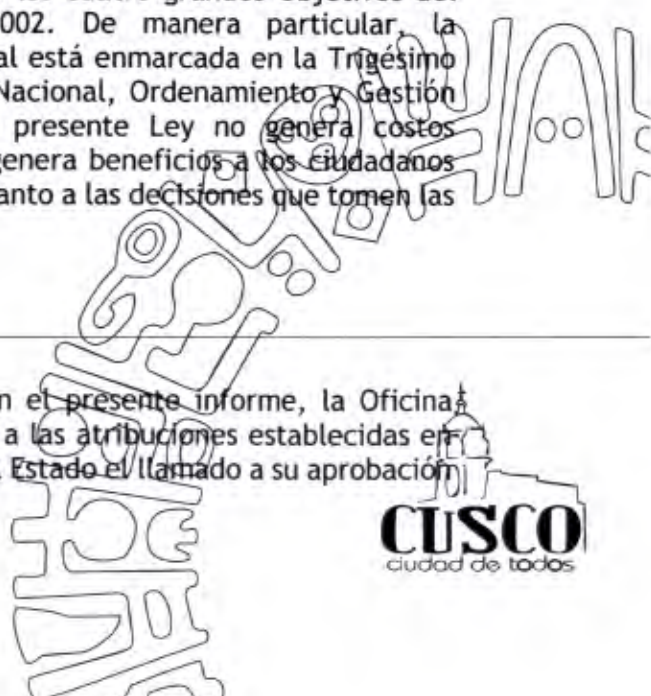 002. De manera particular, la
al está enmarcada en la Trigésimo
Nacional, Ordenamiento y Gestión
presente Ley no genera costos
genera beneficios a los ciudadanos
anto a las decisiones que tomen las
n el presente informe, la Oficina
a las atribuciones establecidas en
Estado el llamado a su aprobación
CUSCO
ciudad de todos